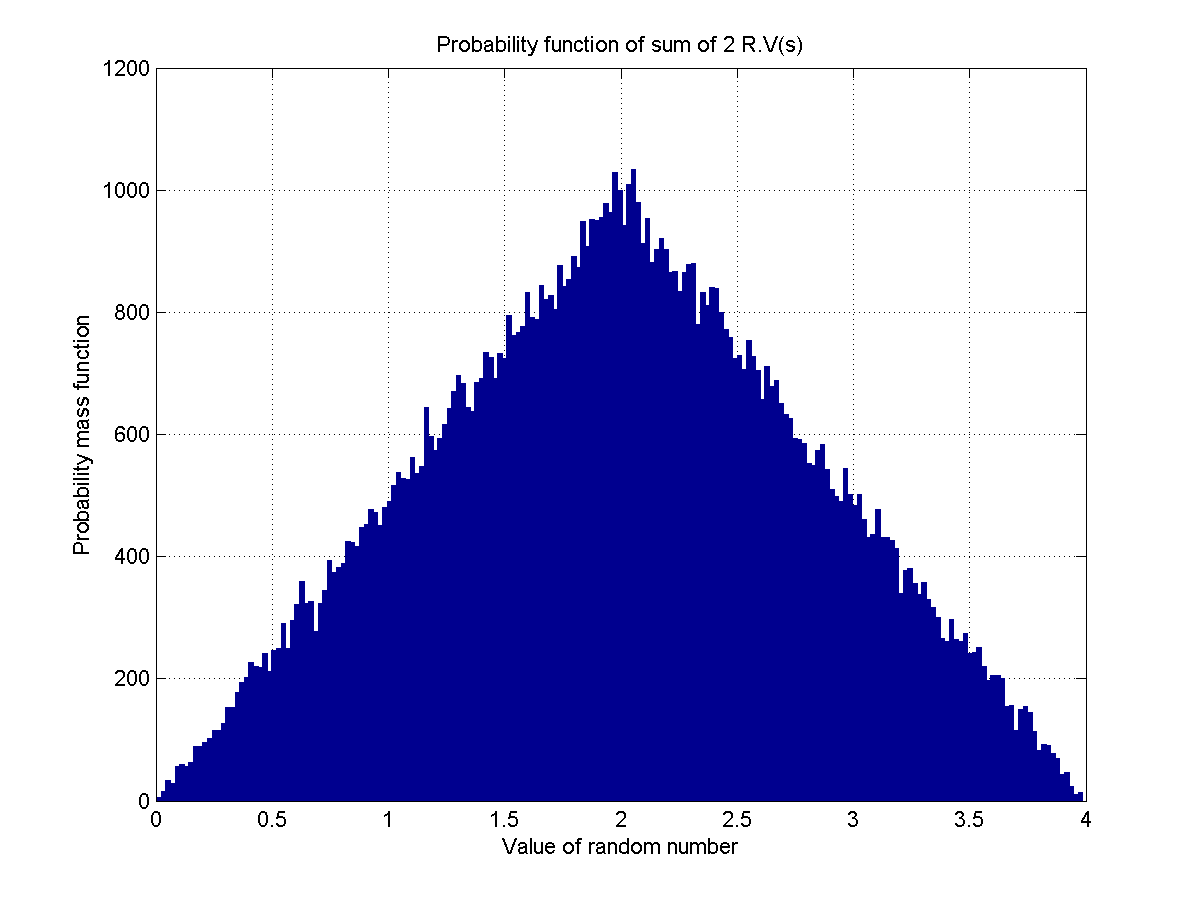 Probability function of sum of 2 R.V(s)
1200
1000
800
600
400
200
0
Probability mass function
0 0.5 1 1.5 2 2.5 3 3.5 4
Value of random number